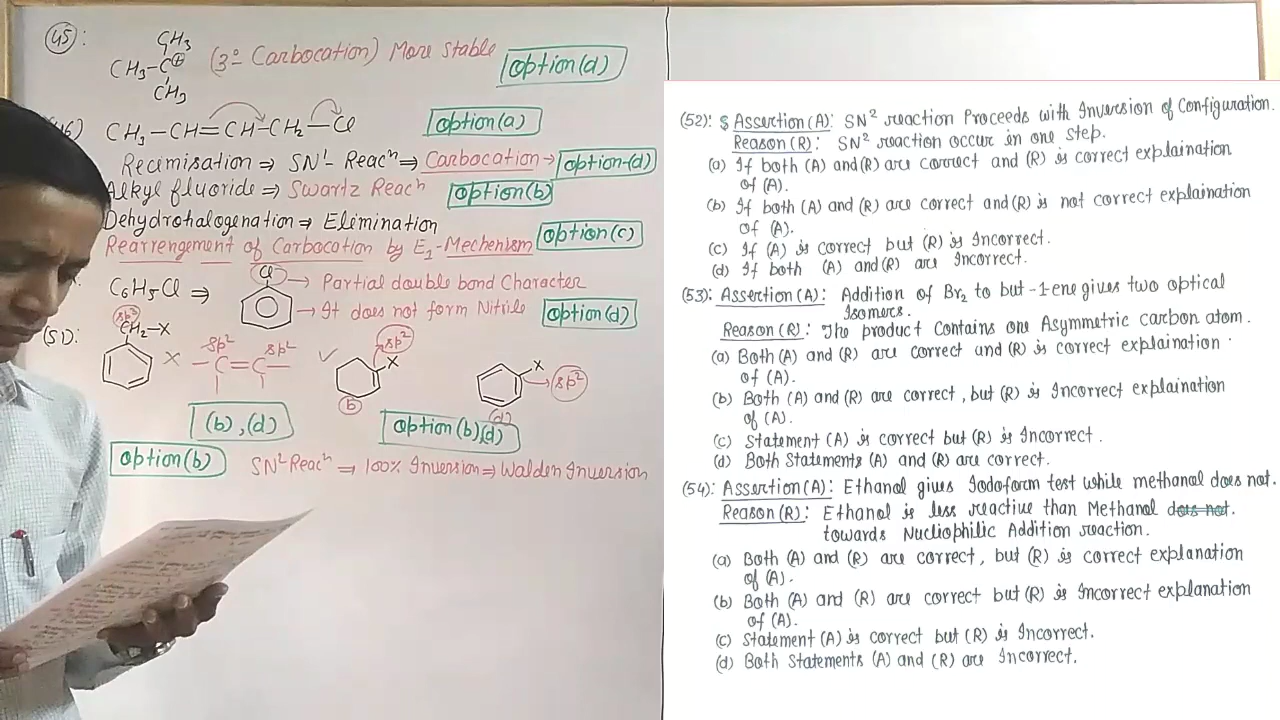 45:
CH3
CH3-C⊕ (3° Carbocation) More Stable option(d)
CH3
46) CH3-CH=CH-CH2-Cl option(a)
Recimisation ⇒ SN1- Reacn ⇒ Carbocation → option-(d)
Alkyl fluoride ⇒ Swartz Reacn option(b)
Dehydrohalogenation ⇒ Elimination option(c)
Rearrengement of Carbocation by E1-Mechenism
Cl
C6H5Cl ⇒ → Partial double bond Character
→ It does not form Nitrile option(d)
(51): sp3
CH2-X × sp2 -C=C- sp2 ✓ sp2 X X → sp2
b (d)
(b),(d) option(b)(d)
option(b) SN2 Reacn → 100% Inversion ⇒ Walden Inversion
(52): S Assertion (A): SN2 reaction Proceeds with Inversion of Configuration.
Reason (R): SN2 reaction occur in one step.
(a) If both (A) and (R) are correct and (R) is correct explaination
of (A).
(b) If both (A) and (R) are correct and (R) is not correct explaination
of (A).
(c) If (A) is correct but (R) is Incorrect.
(d) If both (A) and (R) are Incorrect.
(53): Assertion (A): Addition of Br2 to but-1-ene gives two optical
Isomers.
Reason (R): The product Contains one Asymmetric carbon atom.
(a) Both (A) and (R) are correct and (R) is correct explaination
of (A).
(b) Both (A) and (R) are correct, but (R) is Incorrect explaination
of (A).
(c) Statement (A) is correct but (R) is Incorrect.
(d) Both Statements (A) and (R) are correct.
(54): Assertion (A): Ethanal gives Iodoform test while methanal does not.
Reason (R): Ethanal is less reactive than Methanal does not.
towards Nucliophilic Addition reaction.
(a) Both (A) and (R) are correct, but (R) is correct explanation
of (A).
(b) Both (A) and (R) are correct but (R) is Incorrect explanation
of (A).
(c) Statement (A) is correct but (R) is Incorrect.
(d) Both Statements (A) and (R) are Incorrect.